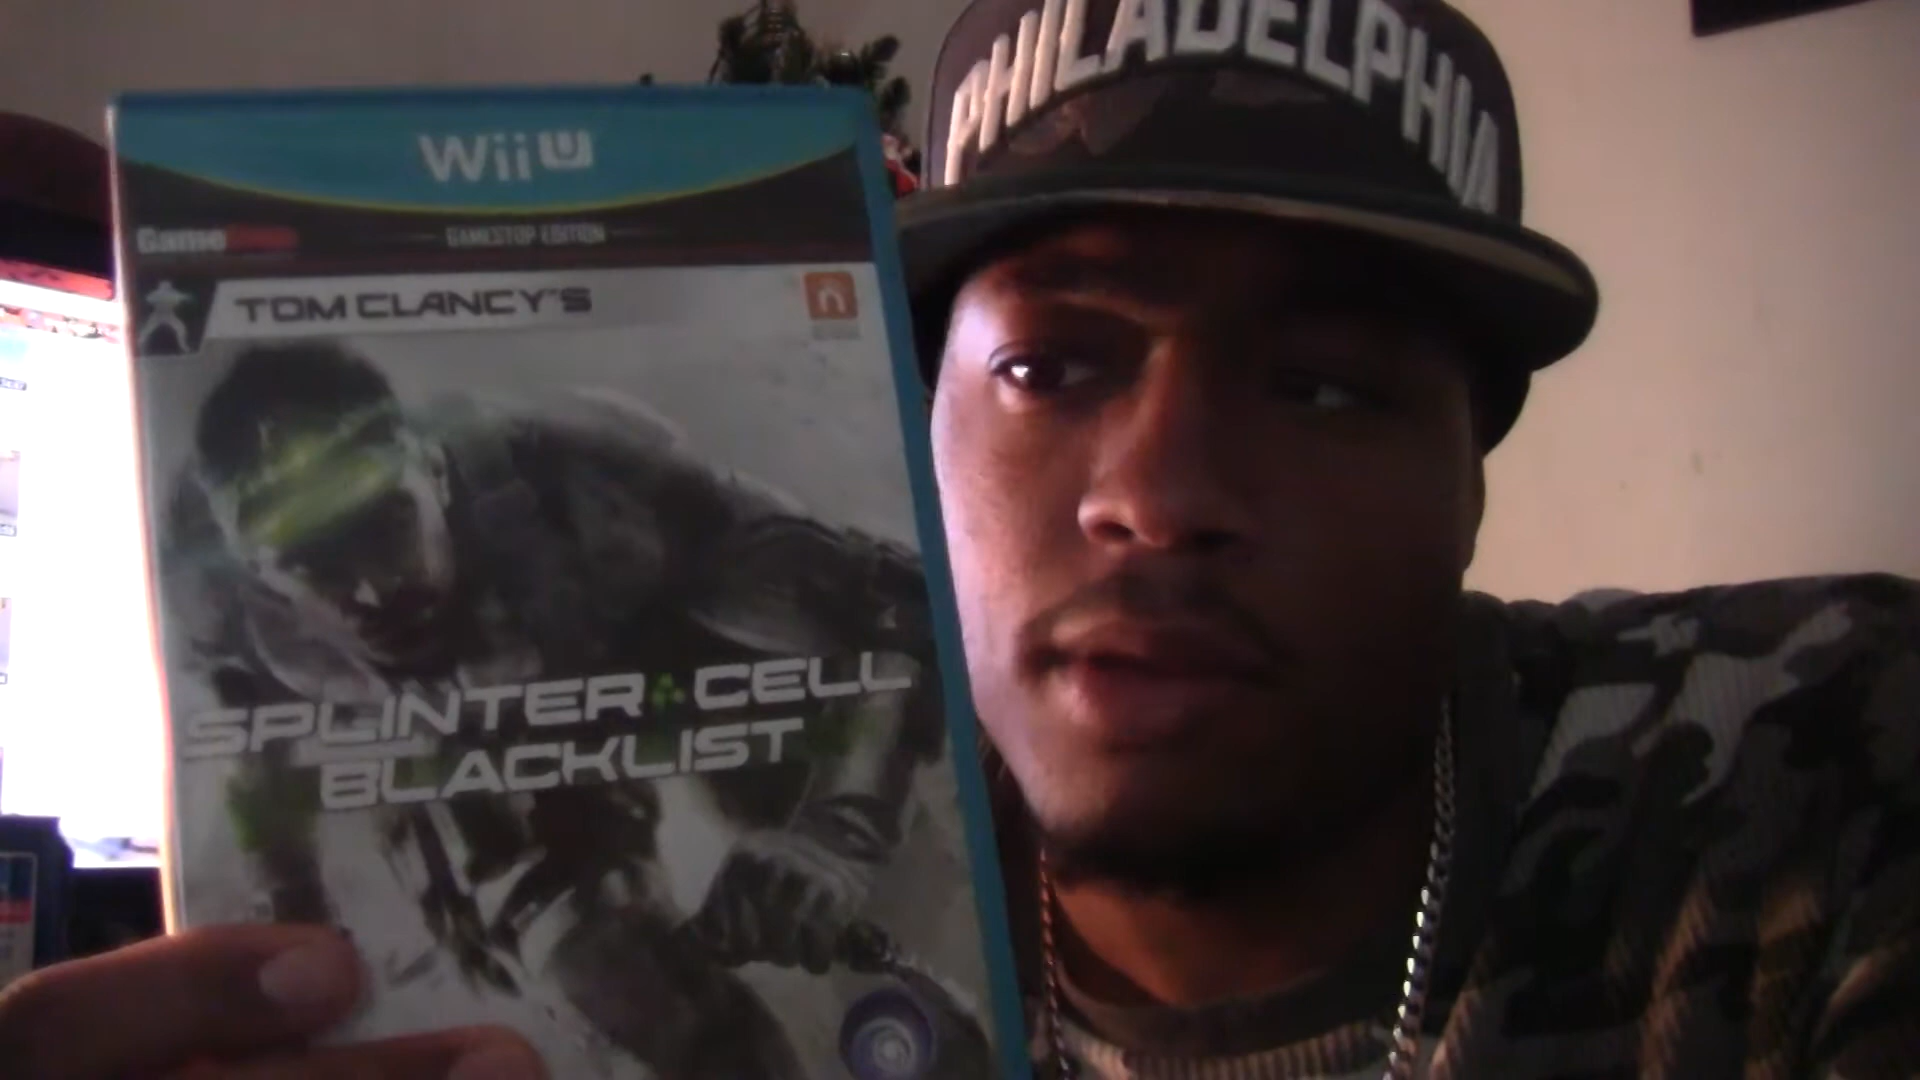 PHILADELPHIA
Wii U
GameStop
GAMESTOP EDITION
TOM CLANCY'S
SPLINTER CELL
BLACKLIST